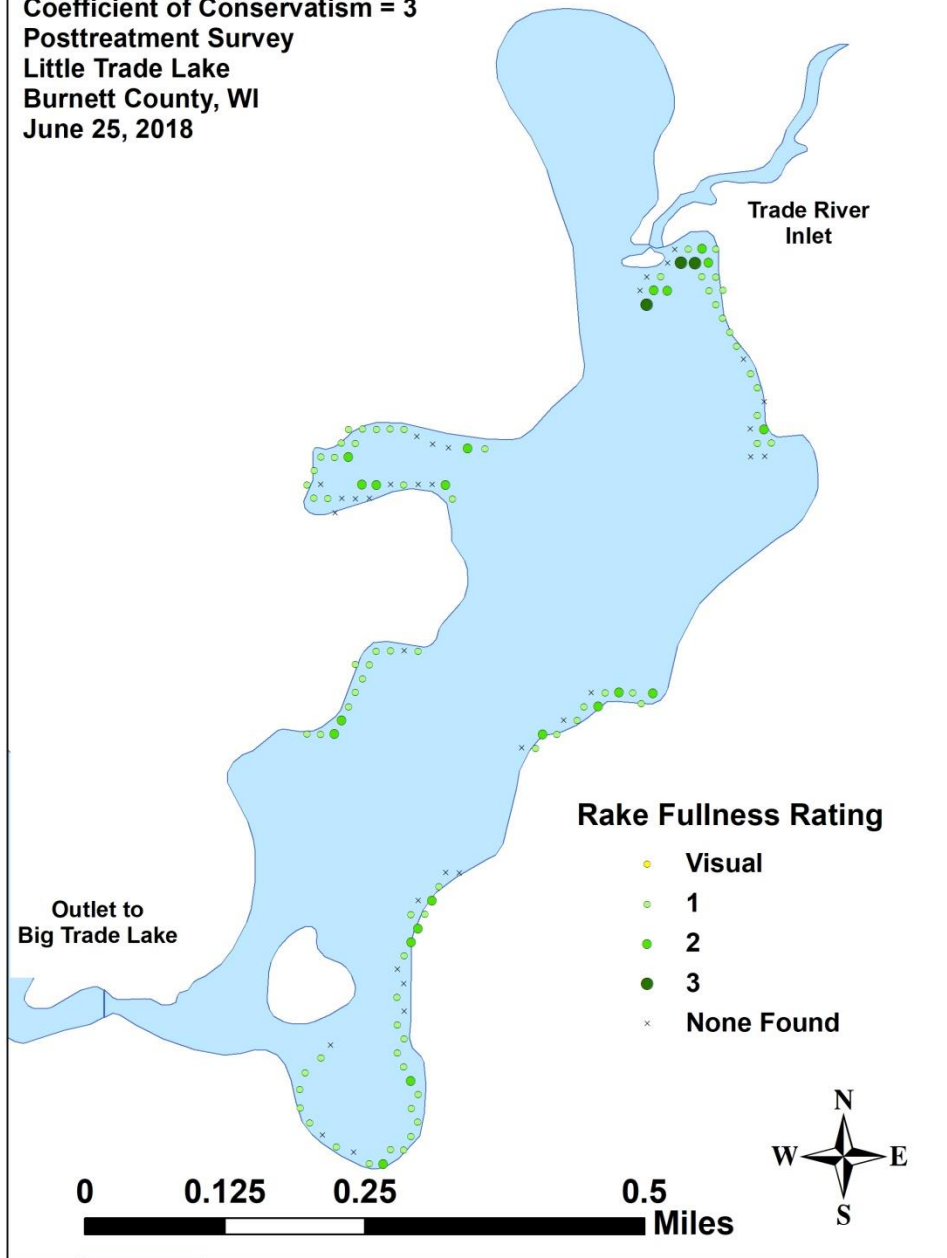 Coefficient of Conservatism = 3
Posttreatment Survey
Little Trade Lake
Burnett County, WI
June 25, 2018
Trade River
Inlet
Rake Fullness Rating
Visual
1
2
3
None Found
Outlet to
Big Trade Lake
N
W E
S
0 0.125 0.25 0.5
Miles